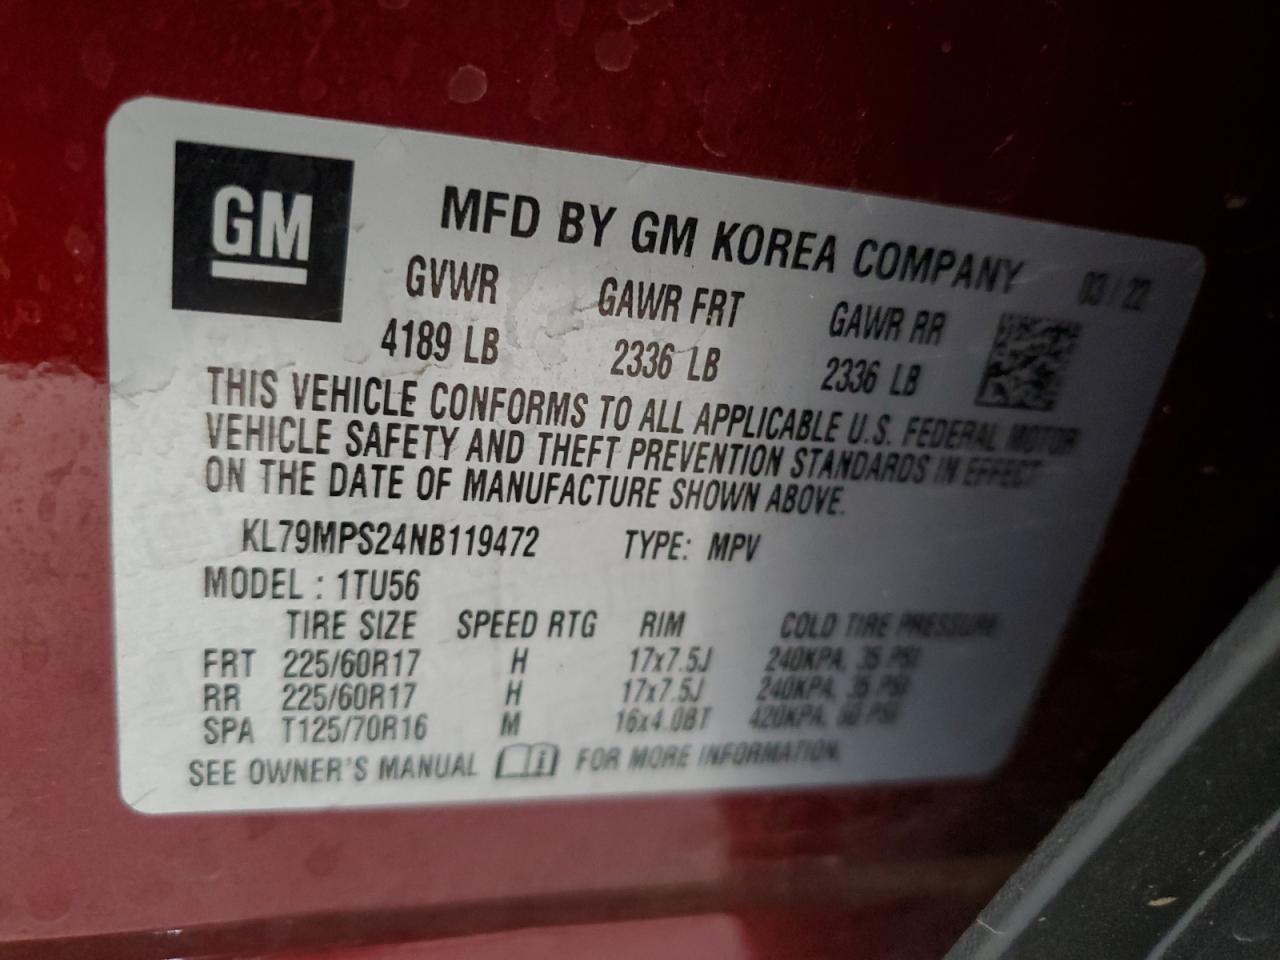 GM
MFD BY GM KOREA COMPANY 03/22
GVWR GAWR FRT GAWR RR
4189 LB 2336 LB 2336 LB
THIS VEHICLE CONFORMS TO ALL APPLICABLE U.S. FEDERAL MOTOR
VEHICLE SAFETY AND THEFT PREVENTION STANDARDS IN EFFECT
ON THE DATE OF MANUFACTURE SHOWN ABOVE.
KL79MPS24NB119472 TYPE: MPV
MODEL : 1TU56
TIRE SIZE SPEED RTG RIM COLD TIRE PRESSURE
FRT 225/60R17 H 17x7.5J 240KPA, 35 PSI
RR 225/60R17 H 17x7.5J 240KPA, 35 PSI
SPA T125/70R16 M 16x4.0BT 420KPA, 60 PSI
SEE OWNER'S MANUAL FOR MORE INFORMATION.